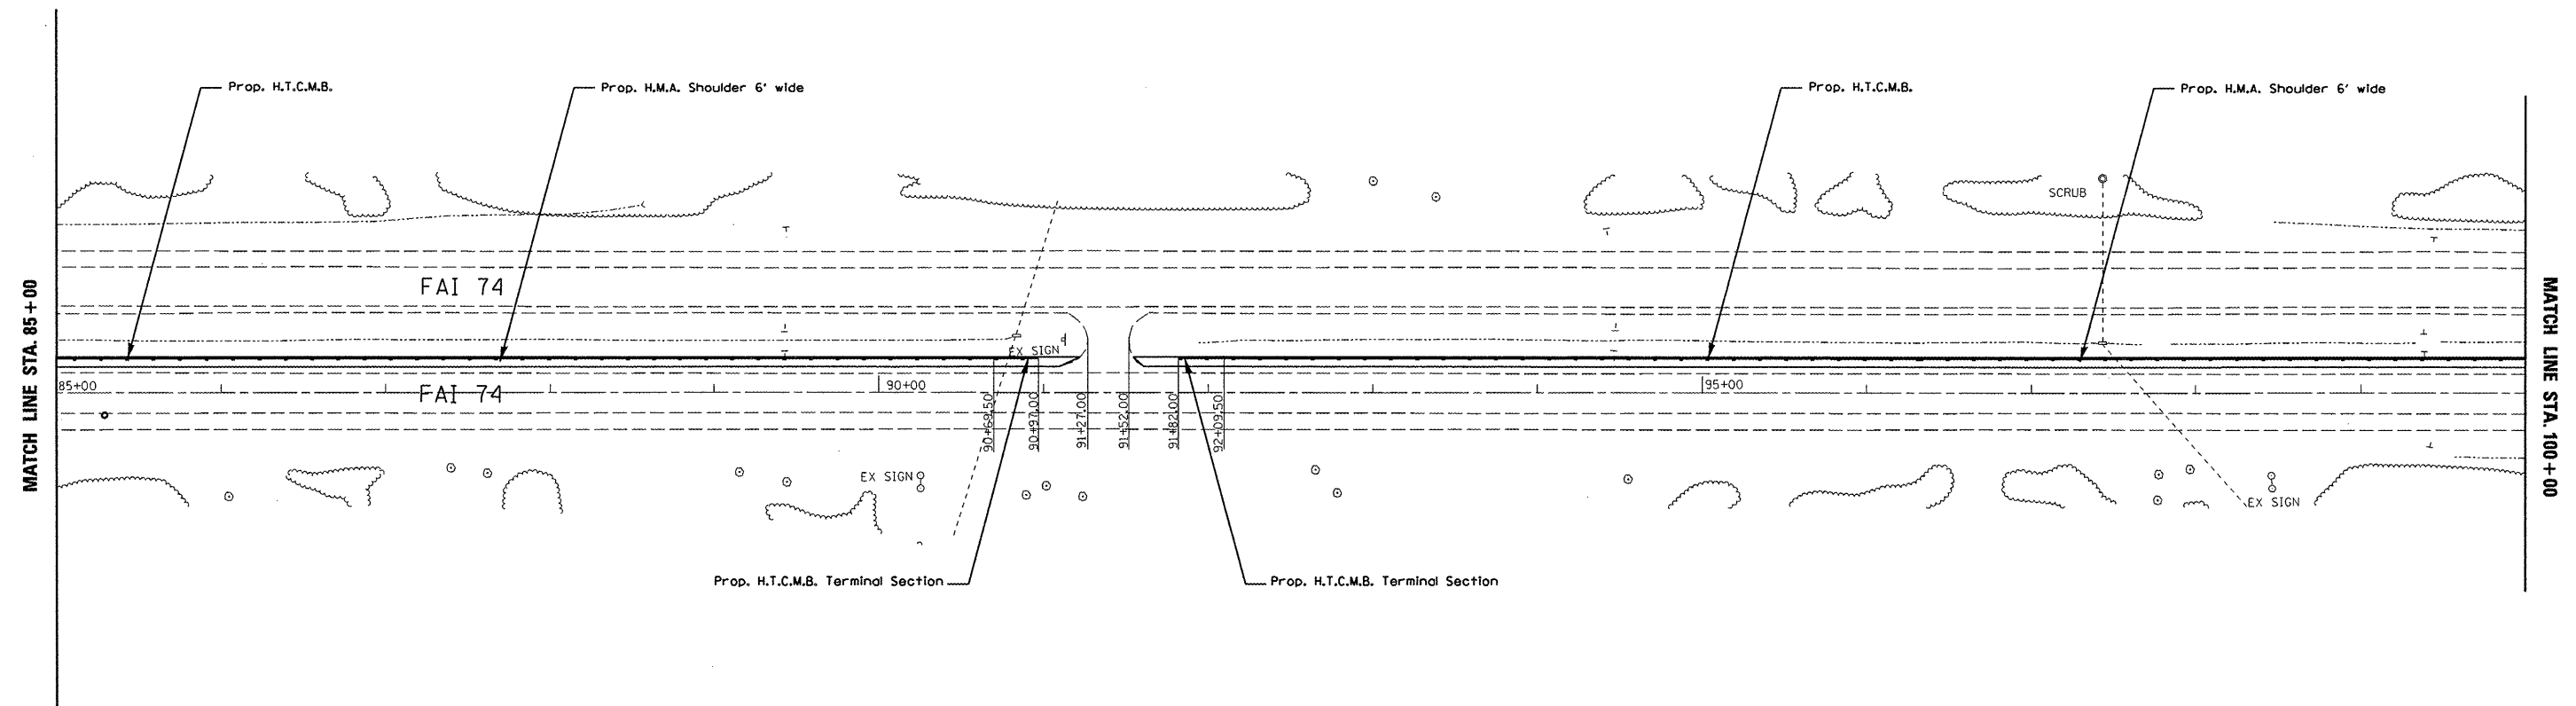 Prop. H.T.C.M.B.
Prop. H.M.A. Shoulder 6' wide
Prop. H.T.C.M.B.
Prop. H.M.A. Shoulder 6' wide
SCRUB
FAI 74
MATCH LINE STA. 85+00
MATCH LINE STA. 100+00
EX SIGN
85+00
FAI 74
90+00
95+00
90+69.50
90+97.00
91+27.00
91+52.00
91+82.00
92+09.50
EX SIGN
EX SIGN
Prop. H.T.C.M.B. Terminal Section
Prop. H.T.C.M.B. Terminal Section